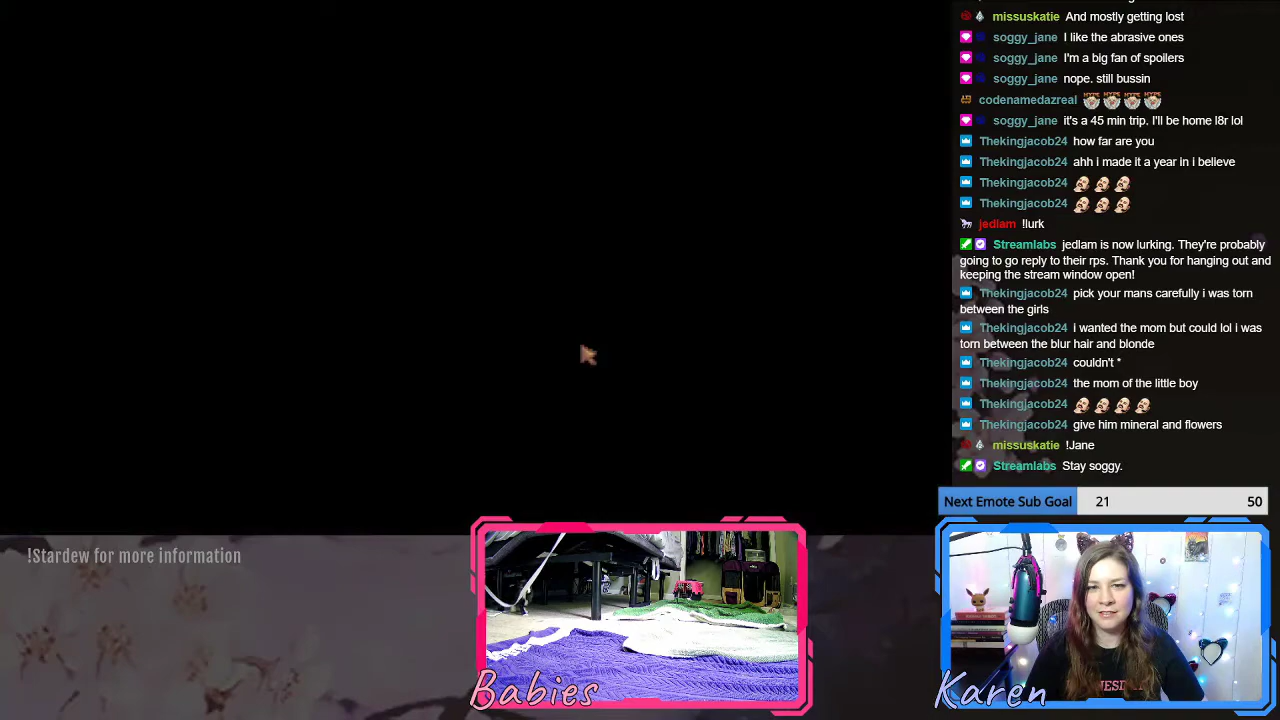 missuskatie And mostly getting lost
soggy_jane I like the abrasive ones
soggy_jane I'm a big fan of spoilers
soggy_jane nope. still bussin
codenamedazreal
soggy_jane it's a 45 min trip. I'll be home l8r lol
Thekingjacob24 how far are you
Thekingjacob24 ahh i made it a year in i believe
Thekingjacob24
Thekingjacob24
jedlam !lurk
Streamlabs jedlam is now lurking. They're probably
going to go reply to their rps. Thank you for hanging out and
keeping the stream window open!
Thekingjacob24 pick your mans carefully i was torn
between the girls
Thekingjacob24 i wanted the mom but could lol i was
torn between the blur hair and blonde
Thekingjacob24 couldn't *
Thekingjacob24 the mom of the little boy
Thekingjacob24
Thekingjacob24 give him mineral and flowers
missuskatie !Jane
Streamlabs Stay soggy.
Next Emote Sub Goal 21 50
!Stardew for more information
Babies
Karen